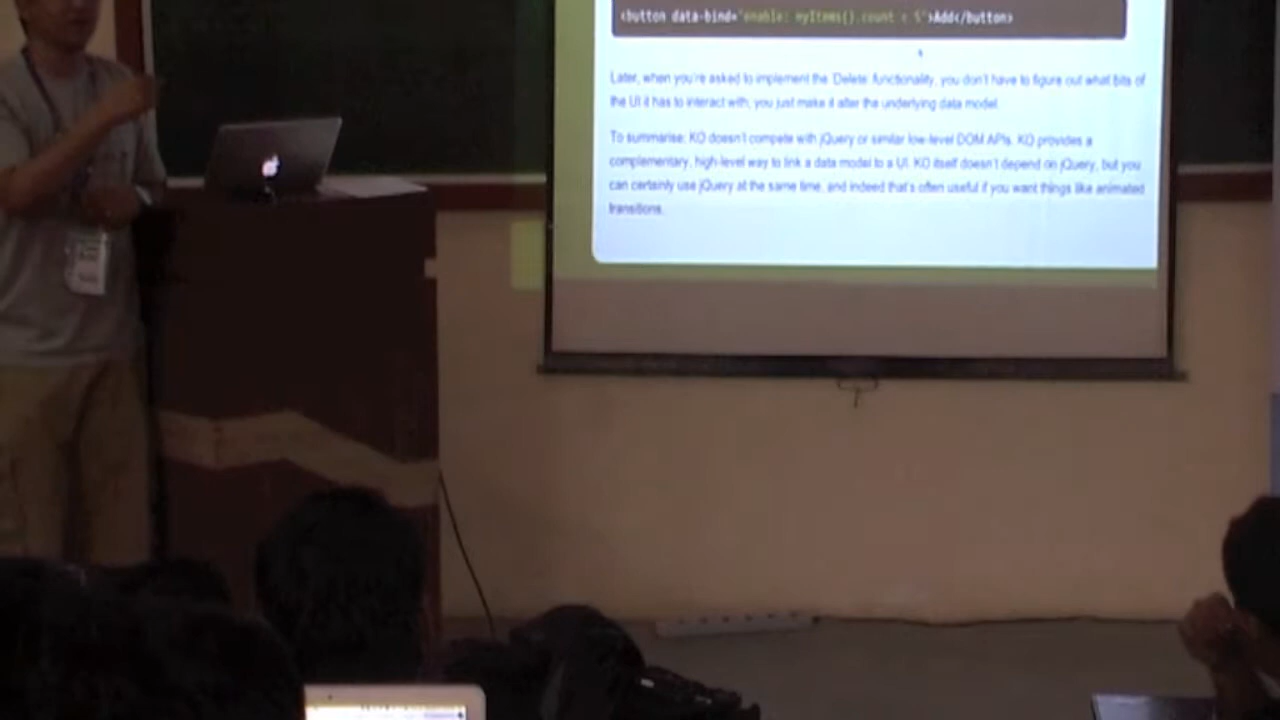 <button data-bind="enable: myItems().count < 5">Add</button>
Later, when you're asked to implement the 'Delete' functionality, you don't have to figure out what bits of
the UI it has to interact with; you just make it alter the underlying data model.
To summarise: KO doesn't compete with jQuery or similar low-level DOM APIs. KO provides a
complementary, high-level way to link a data model to a UI. KO itself doesn't depend on jQuery, but you
can certainly use jQuery at the same time, and indeed that's often useful if you want things like animated
transitions.